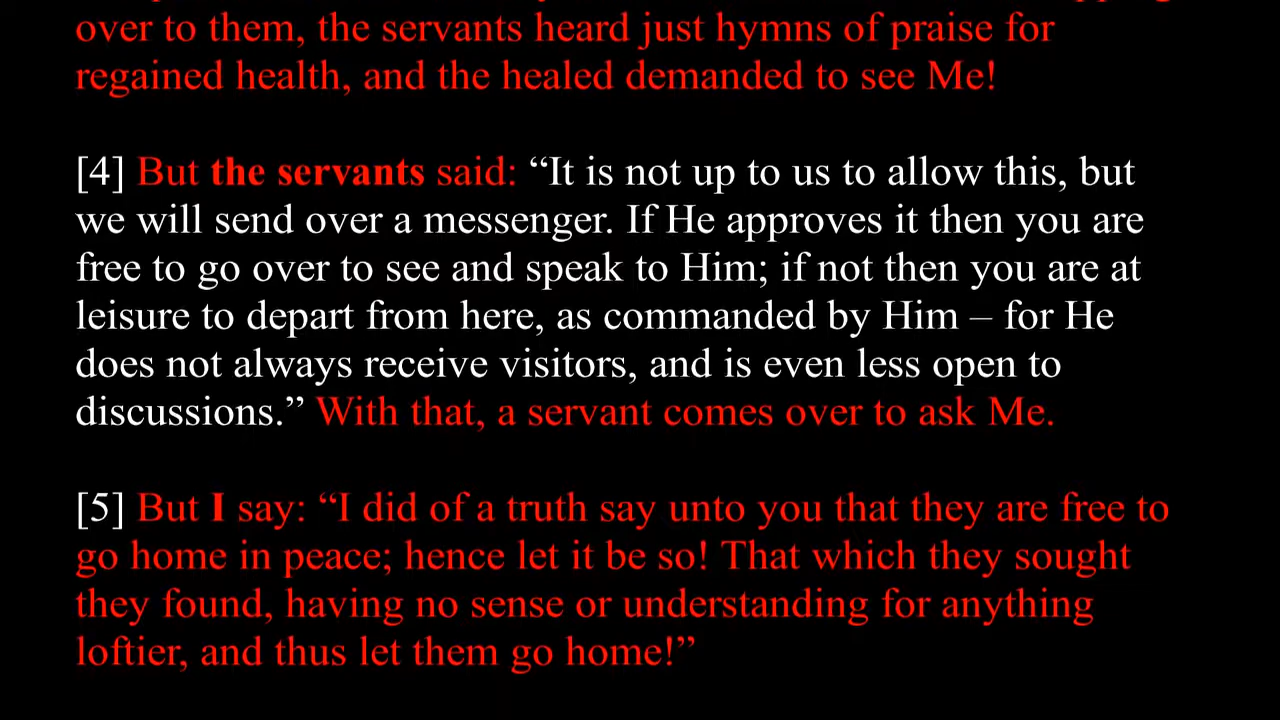 over to them, the servants heard just hymns of praise for
regained health, and the healed demanded to see Me!
[4] But the servants said: “It is not up to us to allow this, but
we will send over a messenger. If He approves it then you are
free to go over to see and speak to Him; if not then you are at
leisure to depart from here, as commanded by Him – for He
does not always receive visitors, and is even less open to
discussions.” With that, a servant comes over to ask Me.
[5] But I say: “I did of a truth say unto you that they are free to
go home in peace; hence let it be so! That which they sought
they found, having no sense or understanding for anything
loftier, and thus let them go home!”